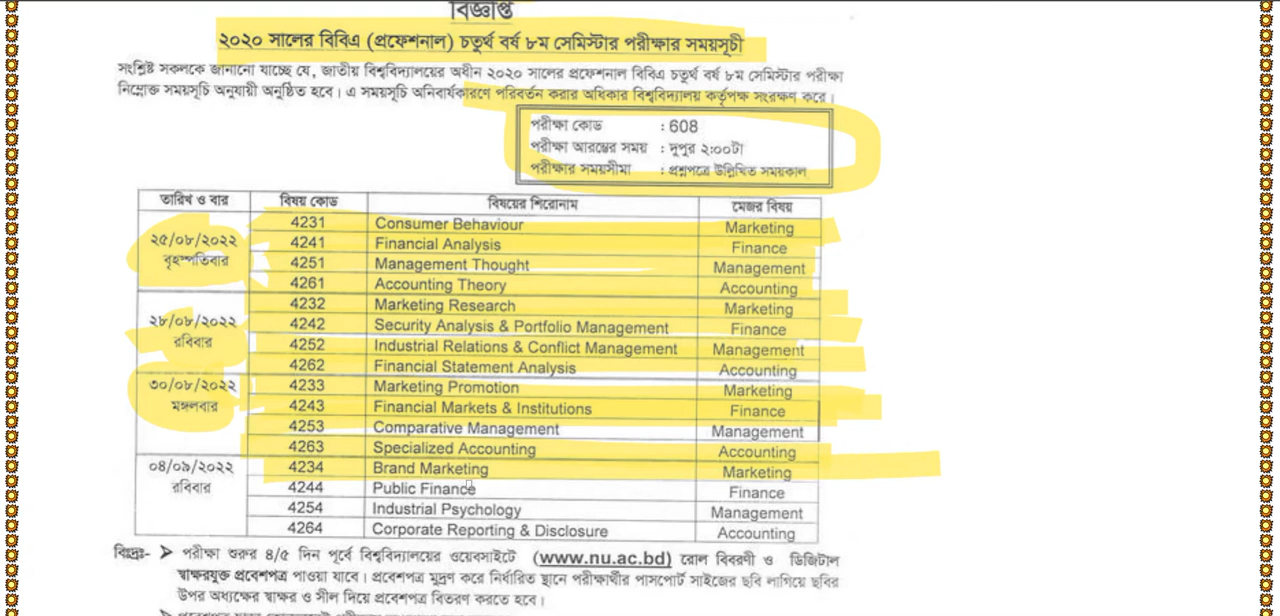 বিজ্ঞপ্তি
২০২০ সালের বিবিএ (প্রফেশনাল) চতুর্থ বর্ষ ৮ম সেমিস্টার পরীক্ষার সময়সূচী
সংশ্লিষ্ট সকলকে জানানো যাচ্ছে যে, জাতীয় বিশ্ববিদ্যালয়ের অধীন ২০২০ সালের প্রফেশনাল বিবিএ চতুর্থ বর্ষ ৮ম সেমিস্টার পরীক্ষা
নিম্নোক্ত সময়সূচি অনুযায়ী অনুষ্ঠিত হবে। এ সময়সূচি অনিবার্যকারণে পরিবর্তন করার অধিকার বিশ্ববিদ্যালয় কর্তৃপক্ষ সংরক্ষণ করে।
পরীক্ষা কোড : 608
পরীক্ষা আরম্ভের সময় : দুপুর ২:০০টা
পরীক্ষার সময়সীমা : প্রশ্নপত্রে উল্লিখিত সময়কাল
তারিখ ও বার বিষয় কোড বিষয়ের শিরোনাম মেজর বিষয়
২৫/০৮/২০২২ বৃহস্পতিবার
4231 Consumer Behaviour Marketing
4241 Financial Analysis Finance
4251 Management Thought Management
4261 Accounting Theory Accounting
২৮/০৮/২০২২ রবিবার
4232 Marketing Research Marketing
4242 Security Analysis & Portfolio Management Finance
4252 Industrial Relations & Conflict Management Management
4262 Financial Statement Analysis Accounting
৩০/০৮/২০২২ মঙ্গলবার
4233 Marketing Promotion Marketing
4243 Financial Markets & Institutions Finance
4253 Comparative Management Management
4263 Specialized Accounting Accounting
০৪/০৯/২০২২ রবিবার
4234 Brand Marketing Marketing
4244 Public Finance Finance
4254 Industrial Psychology Management
4264 Corporate Reporting & Disclosure Accounting
বিঃদ্রঃ- ➤ পরীক্ষা শুরুর ৪/৫ দিন পূর্বে বিশ্ববিদ্যালয়ের ওয়েবসাইটে (www.nu.ac.bd) রোল বিবরণী ও ডিজিটাল
স্বাক্ষরযুক্ত প্রবেশপত্র পাওয়া যাবে। প্রবেশপত্র মুদ্রণ করে নির্ধারিত স্থানে পরীক্ষার্থীর পাসপোর্ট সাইজের ছবি লাগিয়ে ছবির
উপর অধ্যক্ষের স্বাক্ষর ও সীল দিয়ে প্রবেশপত্র বিতরণ করতে হবে।